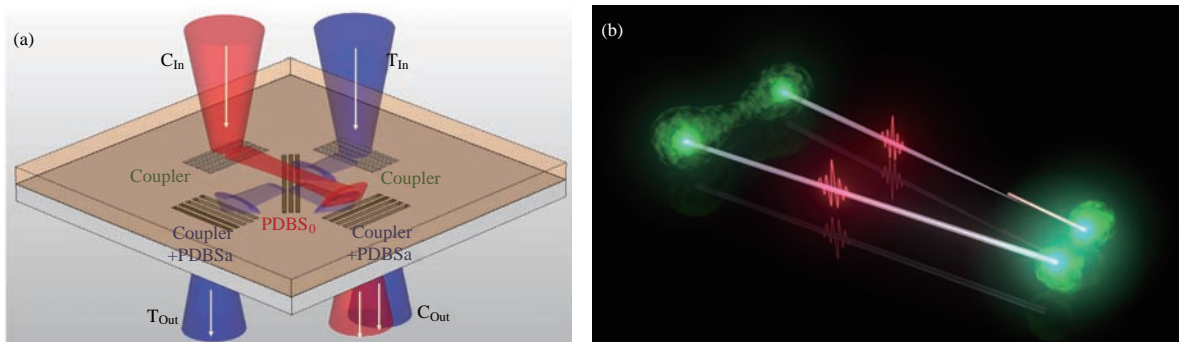 (a)
C_In
T_In
Coupler
Coupler
PDBS_0
Coupler
+PDBSa
Coupler
+PDBSa
T_Out
C_Out
(b)